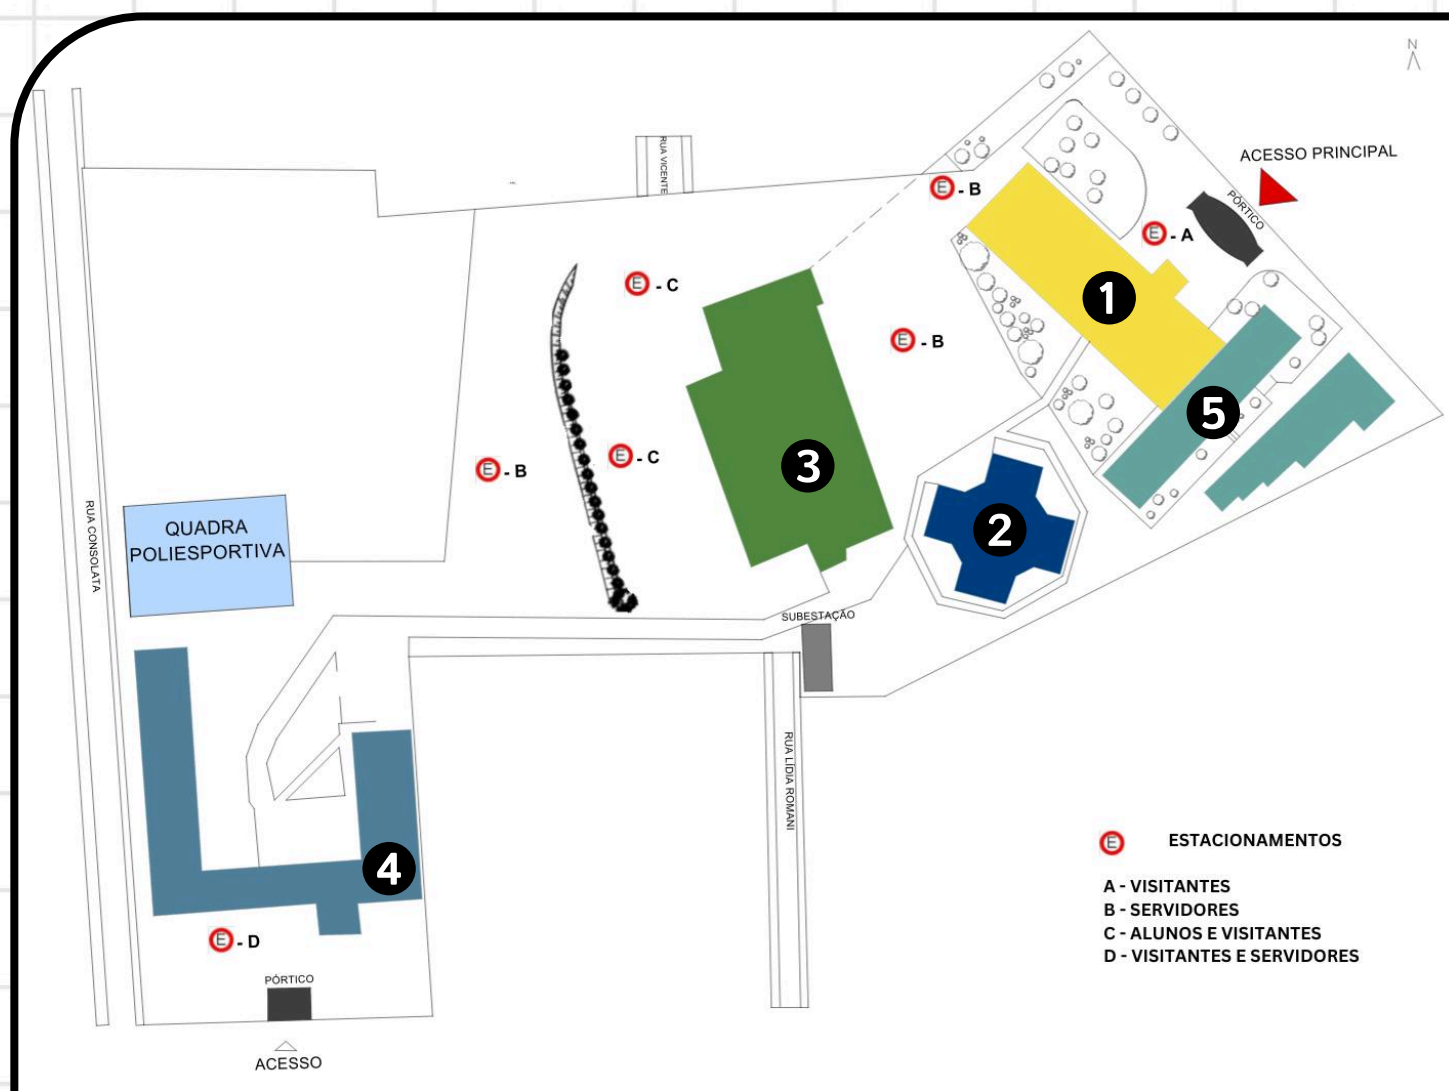 N
ACESSO PRINCIPAL
PÓRTICO
RUA VICENTE
E - B
E - A
E - C
1
E - B
5
E - C
3
E - B
RUA CONSOLATA
QUADRA
POLIESPORTIVA
2
SUBESTAÇÃO
RUA LÍDIA ROMANI
4
E - D
PÓRTICO
ACESSO
E ESTACIONAMENTOS
A - VISITANTES
B - SERVIDORES
C - ALUNOS E VISITANTES
D - VISITANTES E SERVIDORES